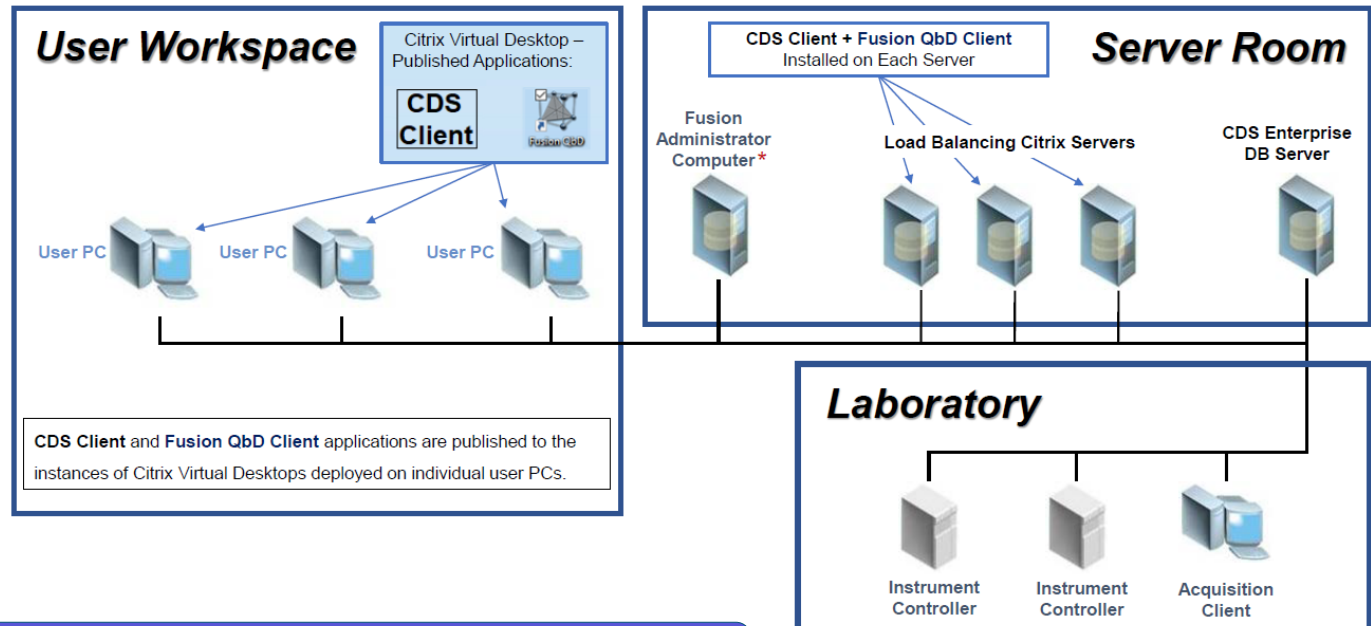 User Workspace
Citrix Virtual Desktop –
Published Applications:
CDS
Client
Fusion QbD
User PC
User PC
User PC
CDS Client and Fusion QbD Client applications are published to the
instances of Citrix Virtual Desktops deployed on individual user PCs.
CDS Client + Fusion QbD Client
Installed on Each Server
Server Room
Fusion
Administrator
Computer*
Load Balancing Citrix Servers
CDS Enterprise
DB Server
Laboratory
Instrument
Controller
Instrument
Controller
Acquisition
Client